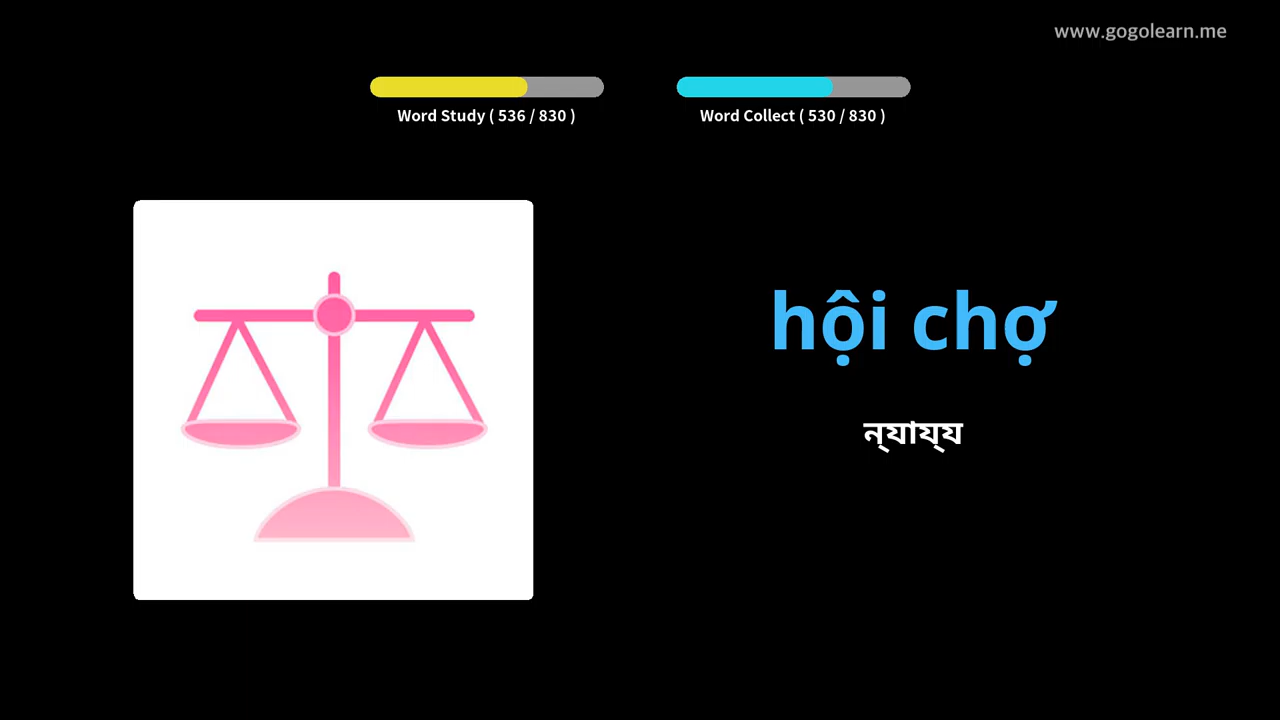 www.gogolearn.me
Word Study ( 536 / 830 )
Word Collect ( 530 / 830 )
hội chợ
ন্যায্য